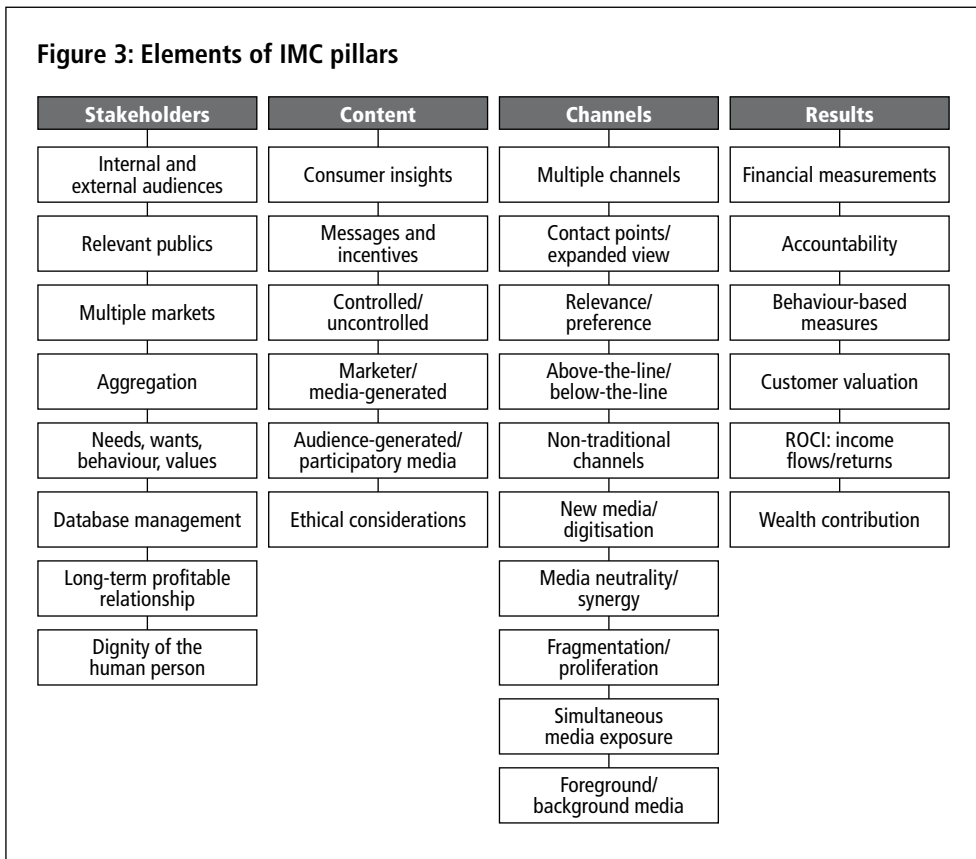 Figure 3: Elements of IMC pillars
Stakeholders
Internal and
external audiences
Relevant publics
Multiple markets
Aggregation
Needs, wants,
behaviour, values
Database management
Long-term profitable
relationship
Dignity of the
human person
Content
Consumer insights
Messages and
incentives
Controlled/
uncontrolled
Marketer/
media-generated
Audience-generated/
participatory media
Ethical considerations
Channels
Multiple channels
Contact points/
expanded view
Relevance/
preference
Above-the-line/
below-the-line
Non-traditional
channels
New media/
digitisation
Media neutrality/
synergy
Fragmentation/
proliferation
Simultaneous
media exposure
Foreground/
background media
Results
Financial measurements
Accountability
Behaviour-based
measures
Customer valuation
ROCI: income
flows/returns
Wealth contribution